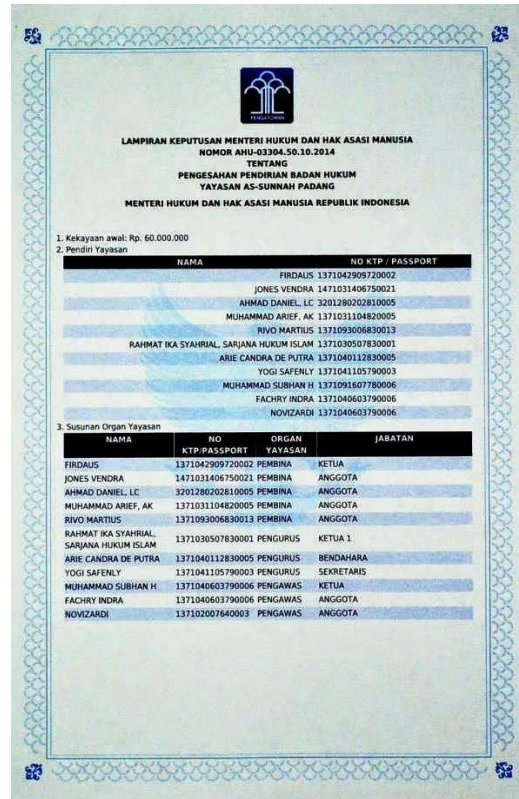 PENGAYOMAN
LAMPIRAN KEPUTUSAN MENTERI HUKUM DAN HAK ASASI MANUSIA
NOMOR AHU-03304.50.10.2014
TENTANG
PENGESAHAN PENDIRIAN BADAN HUKUM
YAYASAN AS-SUNNAH PADANG
MENTERI HUKUM DAN HAK ASASI MANUSIA REPUBLIK INDONESIA
1. Kekayaan awal: Rp. 60.000.000
2. Pendiri Yayasan
NAMA NO KTP / PASSPORT
FIRDAUS 1371042909720002
JONES VENDRA 1471031406750021
AHMAD DANIEL, LC 3201280202810005
MUHAMMAD ARIEF, AK 1371031104820005
RIVO MARTIUS 1371093006830013
RAHMAT IKA SYAHRIAL, SARJANA HUKUM ISLAM 1371030507830001
ARIE CANDRA DE PUTRA 1371040112830005
YOGI SAFENLY 1371041105790003
MUHAMMAD SUBHAN H 1371091607780006
FACHRY INDRA 1371040603790006
NOVIZARDI 1371040603790006
3. Susunan Organ Yayasan
NAMA NO KTP/PASSPORT ORGAN YAYASAN JABATAN
FIRDAUS 1371042909720002 PEMBINA KETUA
JONES VENDRA 1471031406750021 PEMBINA ANGGOTA
AHMAD DANIEL, LC 3201280202810005 PEMBINA ANGGOTA
MUHAMMAD ARIEF, AK 1371031104820005 PEMBINA ANGGOTA
RIVO MARTIUS 1371093006830013 PEMBINA ANGGOTA
RAHMAT IKA SYAHRIAL, SARJANA HUKUM ISLAM 1371030507830001 PENGURUS KETUA 1
ARIE CANDRA DE PUTRA 1371040112830005 PENGURUS BENDAHARA
YOGI SAFENLY 1371041105790003 PENGURUS SEKRETARIS
MUHAMMAD SUBHAN H 1371040603790006 PENGAWAS KETUA
FACHRY INDRA 1371040603790006 PENGAWAS ANGGOTA
NOVIZARDI 137102007640003 PENGAWAS ANGGOTA